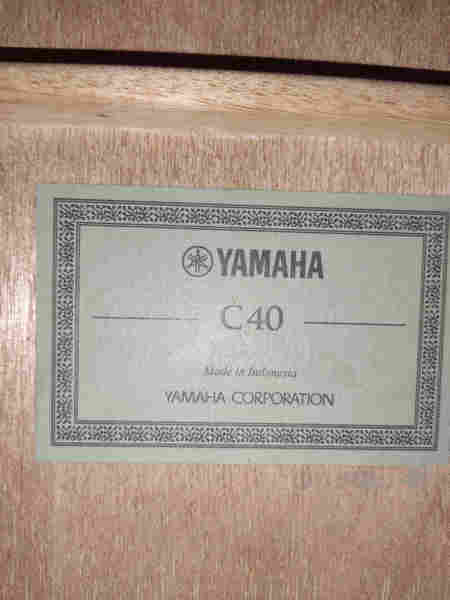 YAMAHA
C40
Made in Indonesia
YAMAHA CORPORATION